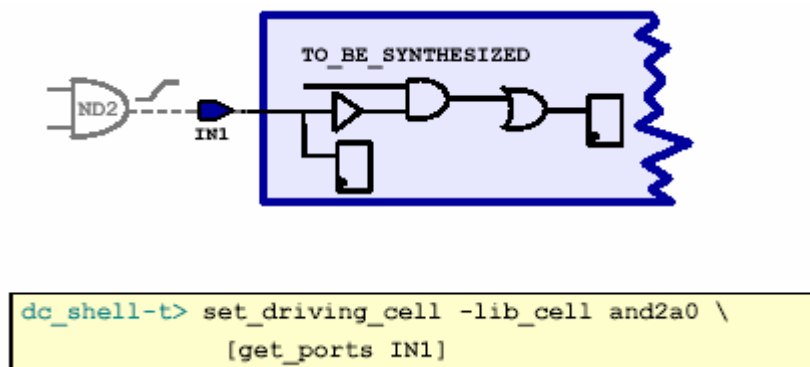 TO_BE_SYNTHESIZED
ND2
IN1
dc_shell-t> set_driving_cell -lib_cell and2a0 \
[get_ports IN1]